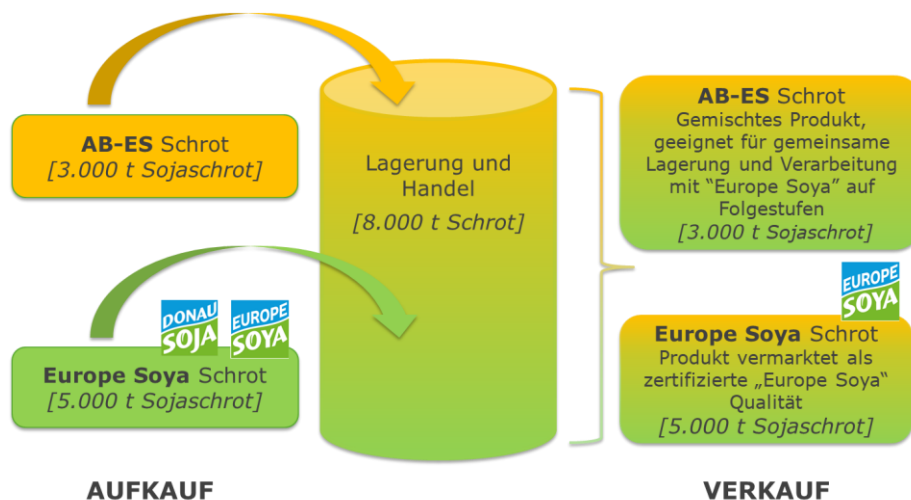 AB-ES Schrot
[3.000 t Sojaschrot]
DONAU
SOJA
EUROPE
SOYA
Europe Soya Schrot
[5.000 t Sojaschrot]
AUFKAUF
Lagerung und
Handel
[8.000 t Schrot]
AB-ES Schrot
Gemischtes Produkt,
geeignet für gemeinsame
Lagerung und Verarbeitung
mit "Europe Soya" auf
Folgestufen
[3.000 t Sojaschrot]
EUROPE
SOYA
Europe Soya Schrot
Produkt vermarktet als
zertifizierte „Europe Soya“
Qualität
[5.000 t Sojaschrot]
VERKAUF